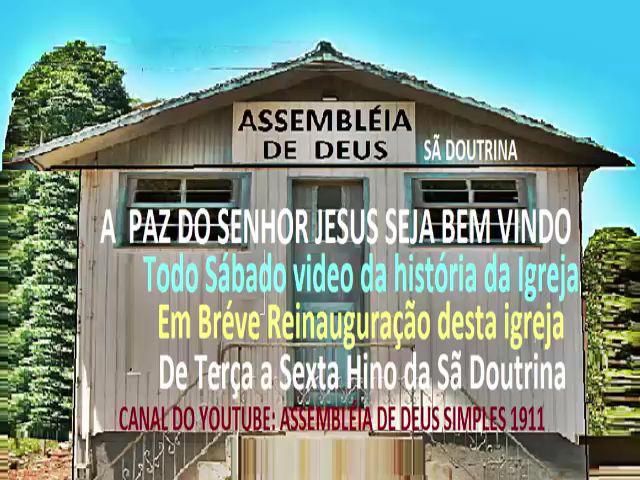 ASSEMBLÉIA
DE DEUS
SÃ DOUTRINA
A PAZ DO SENHOR JESUS SEJA BEM VINDO
Todo Sábado video da história da Igreja
Em Bréve Reinauguração desta igreja
De Terça a Sexta Hino da Sã Doutrina
CANAL DO YOUTUBE: ASSEMBLEIA DE DEUS SIMPLES 1911